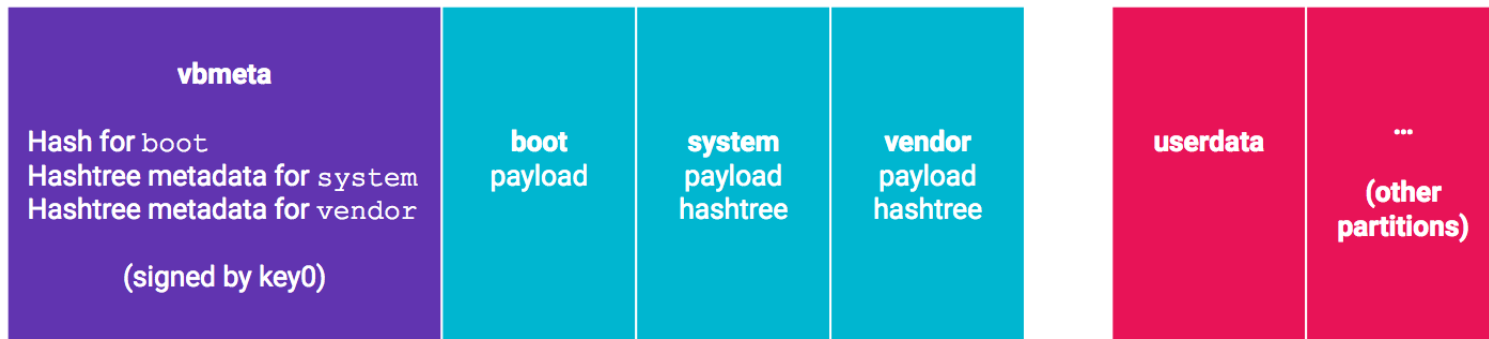 vbmeta
Hash for boot
Hashtree metadata for system
Hashtree metadata for vendor
(signed by key0)
boot
payload
system
payload
hashtree
vendor
payload
hashtree
userdata
...
(other
partitions)